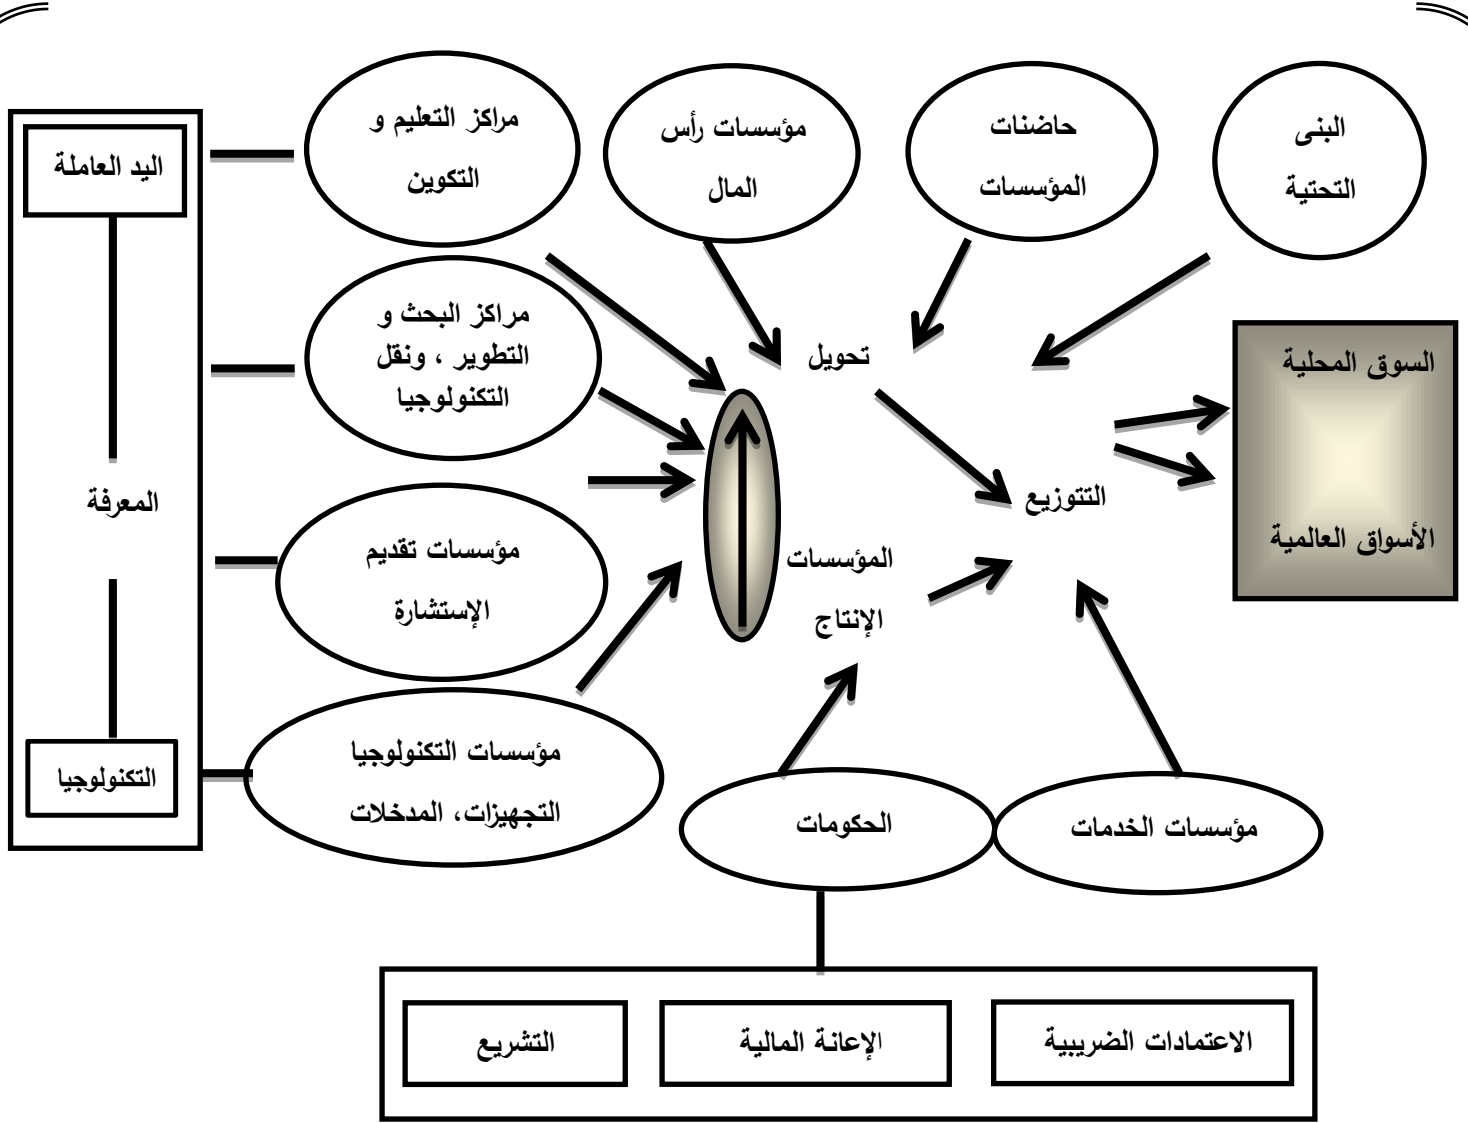 البنى
التحتية
حاضنات
المؤسسات
مؤسسات رأس
المال
مراكز التعليم و
التكوين
اليد العاملة
مراكز البحث و
التطوير ، ونقل
التكنولوجيا
تحويل
السوق المحلية
المعرفة
التتوزيع
الأسواق العالمية
المؤسسات
الإنتاج
مؤسسات تقديم
الإستشارة
مؤسسات التكنولوجيا
التجهيزات، المدخلات
التكنولوجيا
مؤسسات الخدمات
الحكومات
الاعتمادات الضريبية
الإعانة المالية
التشريع